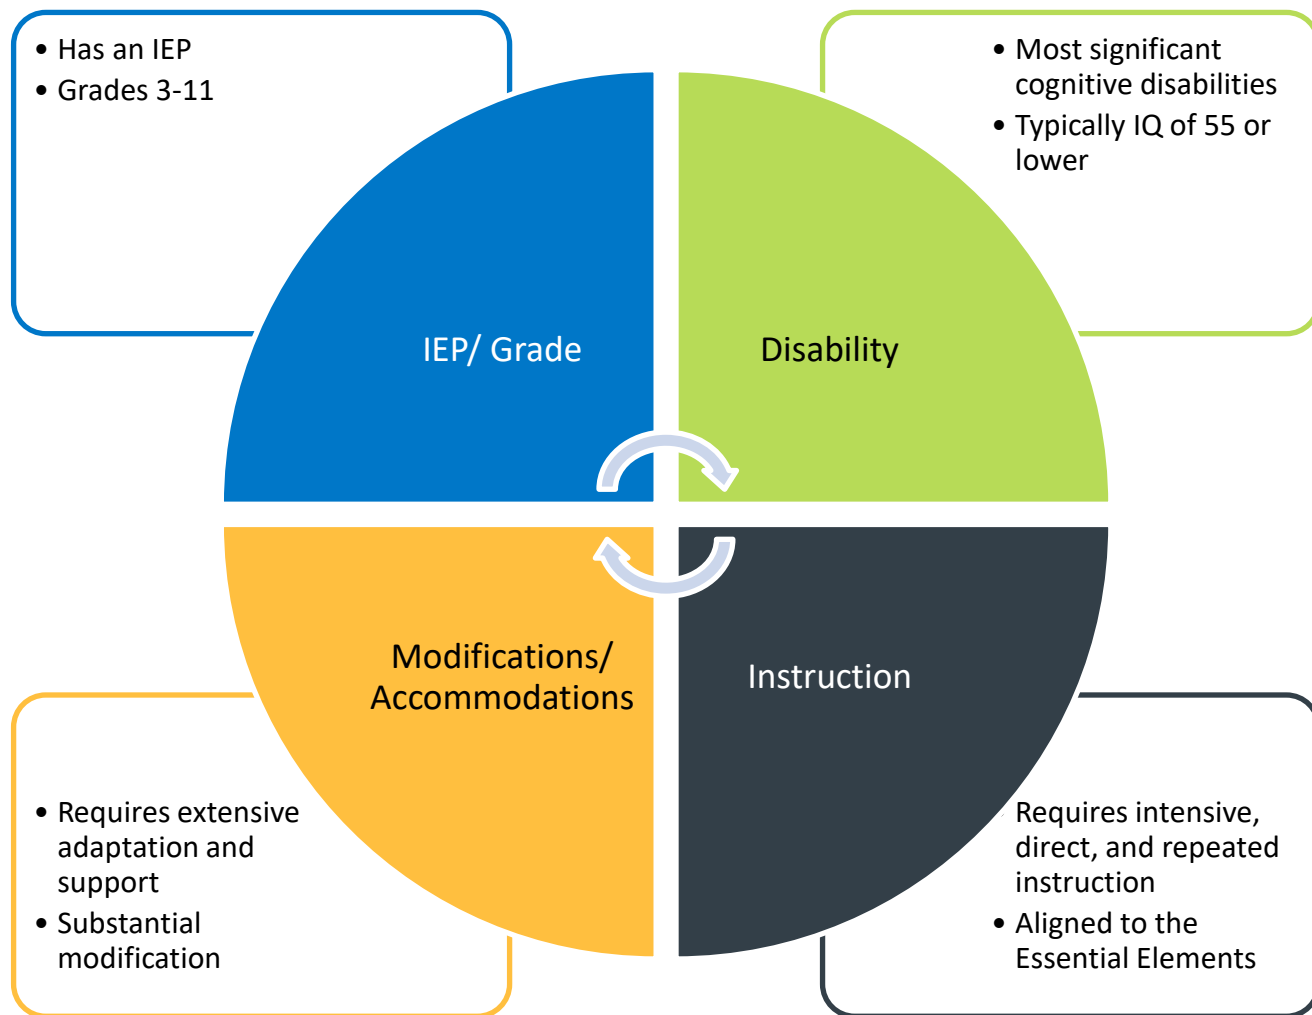 • Has an IEP
• Grades 3-11
• Most significant
cognitive disabilities
• Typically IQ of 55 or
lower
IEP/ Grade
Disability
Modifications/
Accommodations
Instruction
• Requires extensive
adaptation and
support
• Substantial
modification
• Requires intensive,
direct, and repeated
instruction
• Aligned to the
Essential Elements